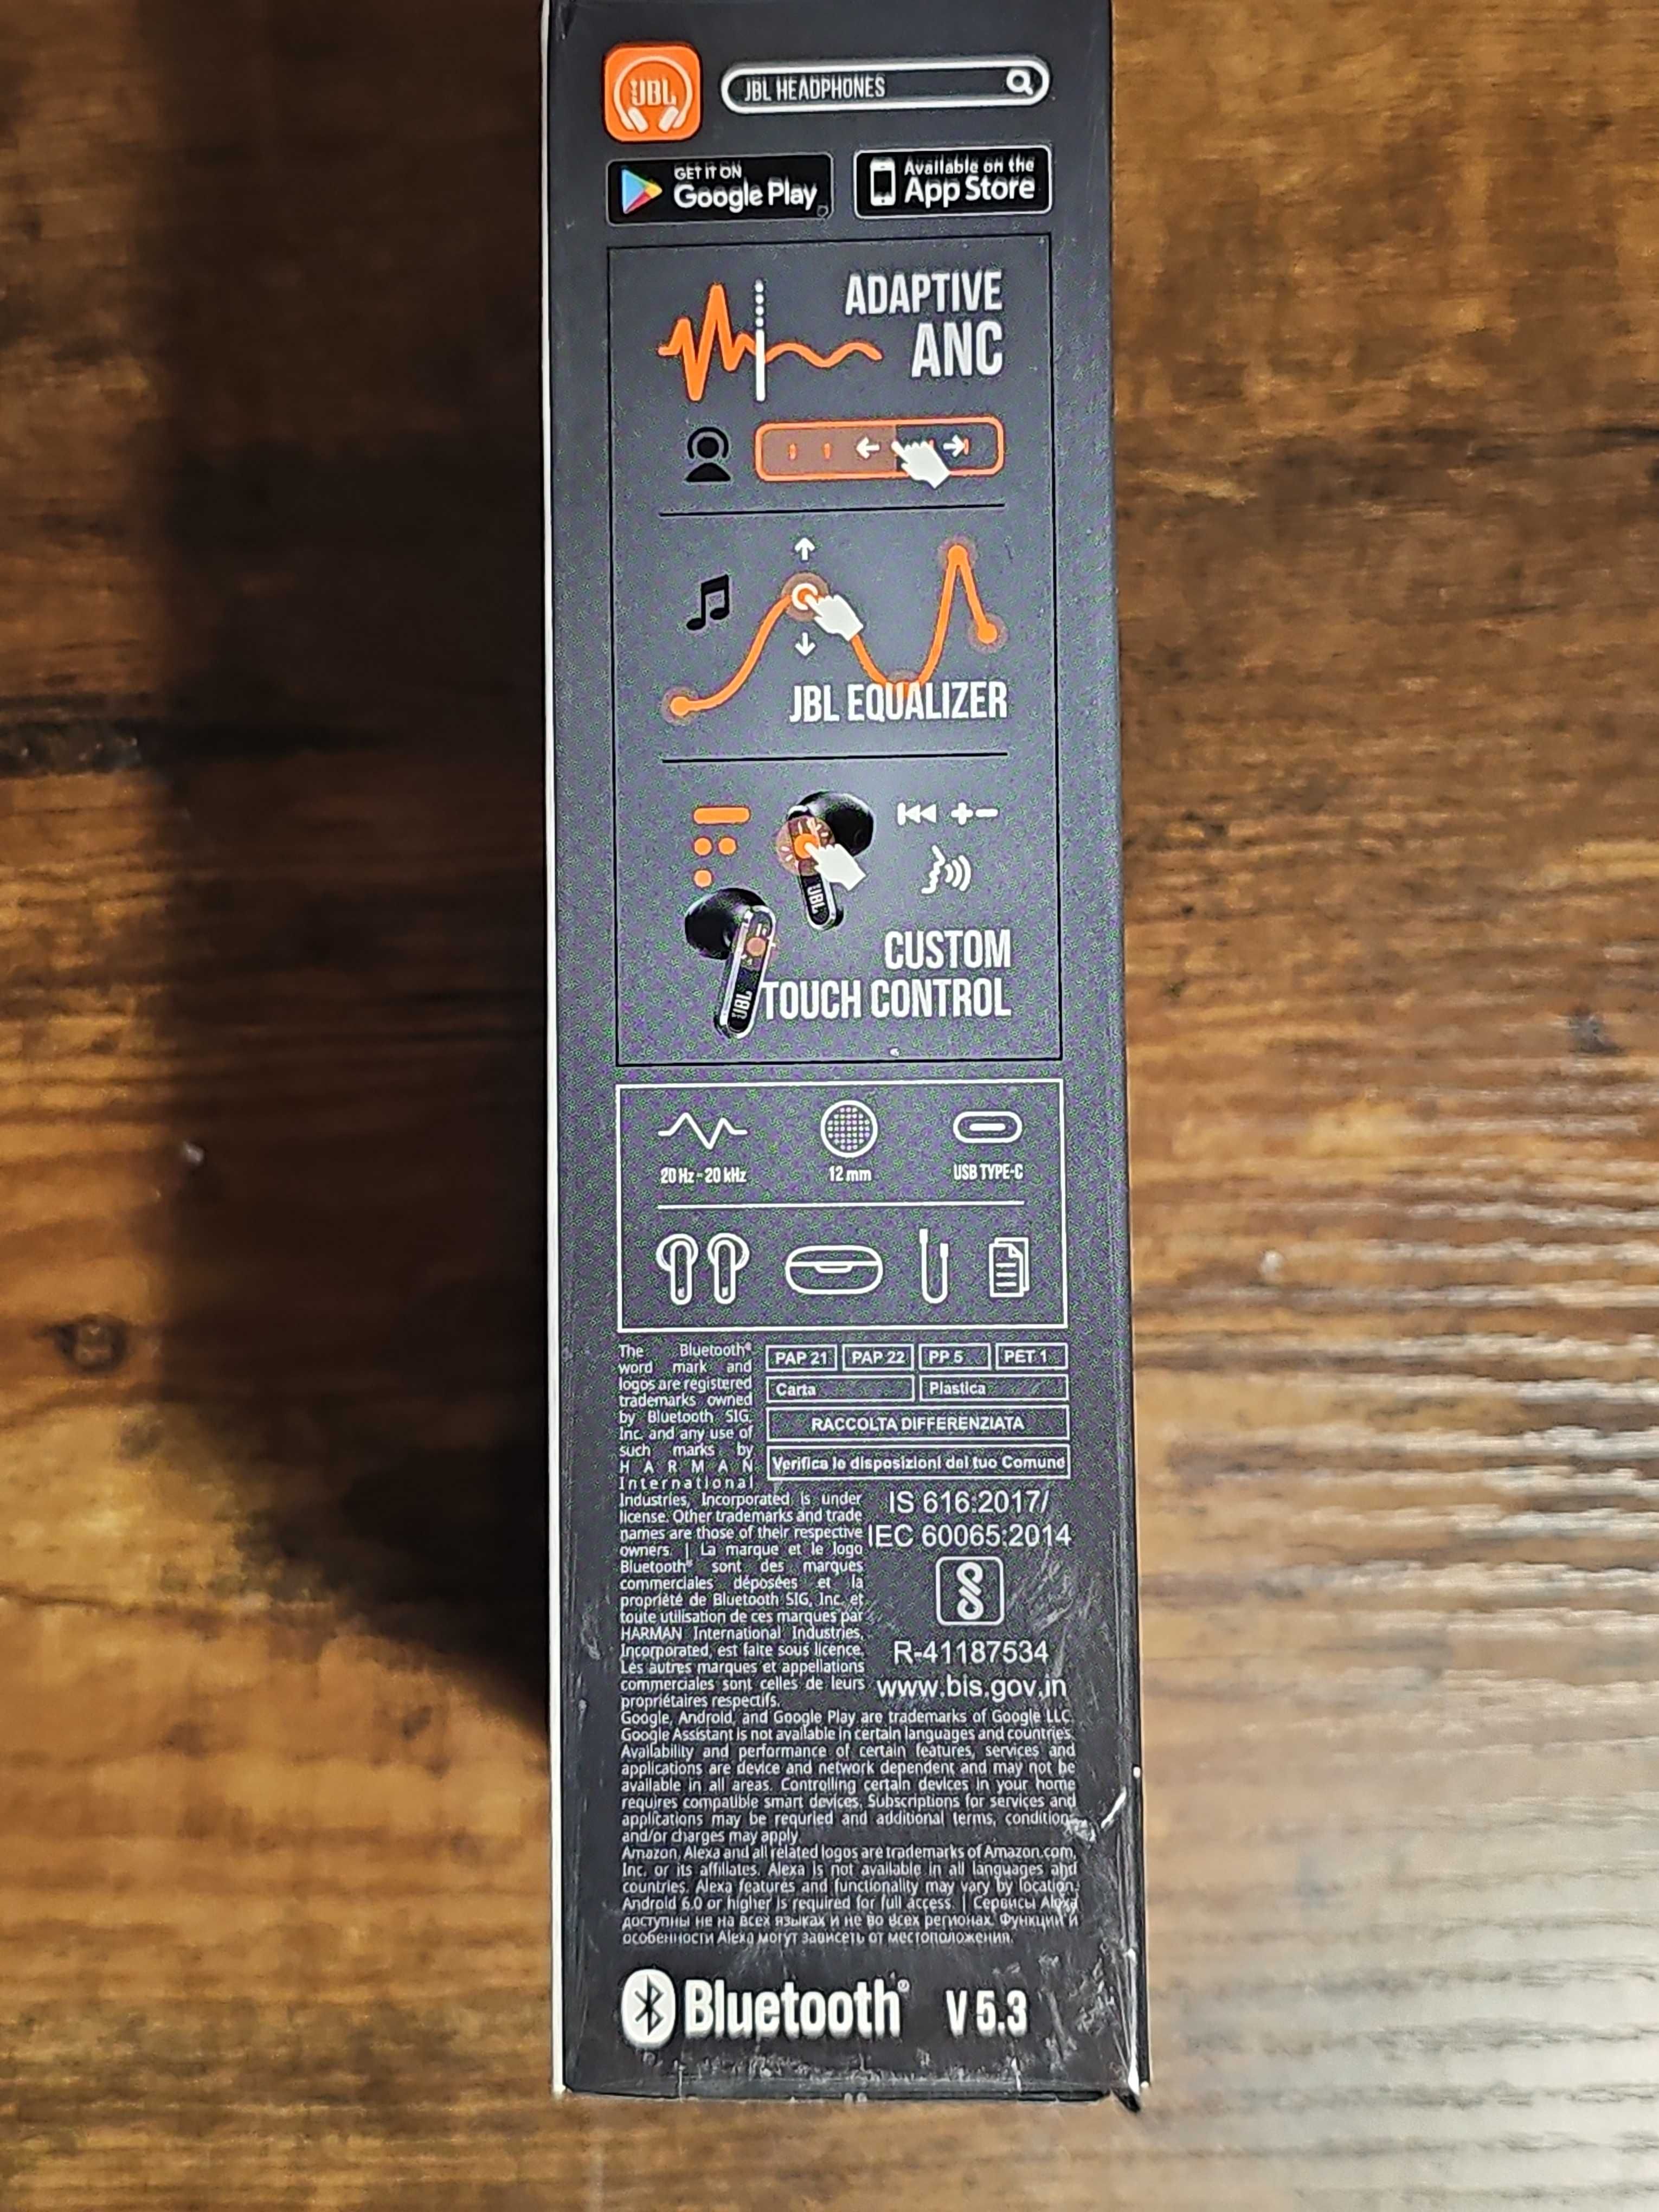 JBL
JBL HEADPHONES
GET IT ON
Google Play
Available on the
App Store
ADAPTIVE
ANC
JBL EQUALIZER
JBL
JBL
CUSTOM
TOUCH CONTROL
20 Hz - 20 kHz
12 mm
USB TYPE-C
The Bluetooth®
word mark and
logos are registered
trademarks owned
by Bluetooth SIG,
Inc. and any use of
such marks by
HARMAN
International
PAP 21 PAP 22 PP 5 PET 1
Carta Plastica
RACCOLTA DIFFERENZIATA
Verifica le disposizioni del tuo Comune
Industries, Incorporated is under
license. Other trademarks and trade
names are those of their respective
owners. | La marque et le logo
Bluetooth® sont des marques
commerciales déposées et la
propriété de Bluetooth SIG, Inc. et
toute utilisation de ces marques par
HARMAN International Industries,
Incorporated, est faite sous licence.
Les autres marques et appellations
commerciales sont celles de leurs
propriétaires respectifs.
IS 616:2017/
IEC 60065:2014
R-41187534
www.bis.gov.in
Google, Android, and Google Play are trademarks of Google LLC.
Google Assistant is not available in certain languages and countries.
Availability and performance of certain features, services and
applications are device and network dependent and may not be
available in all areas. Controlling certain devices in your home
requires compatible smart devices. Subscriptions for services and
applications may be requried and additional terms, conditions
and/or charges may apply.
Amazon, Alexa and all related logos are trademarks of Amazon.com,
Inc. or its affiliates. Alexa is not available in all languages and
countries. Alexa features and functionality may vary by location.
Android 6.0 or higher is required for full access. | Сервисы Alexa
доступны не на всех языках и не во всех регионах. Функции и
особенности Alexa могут зависеть от местоположения.
Bluetooth® V 5.3